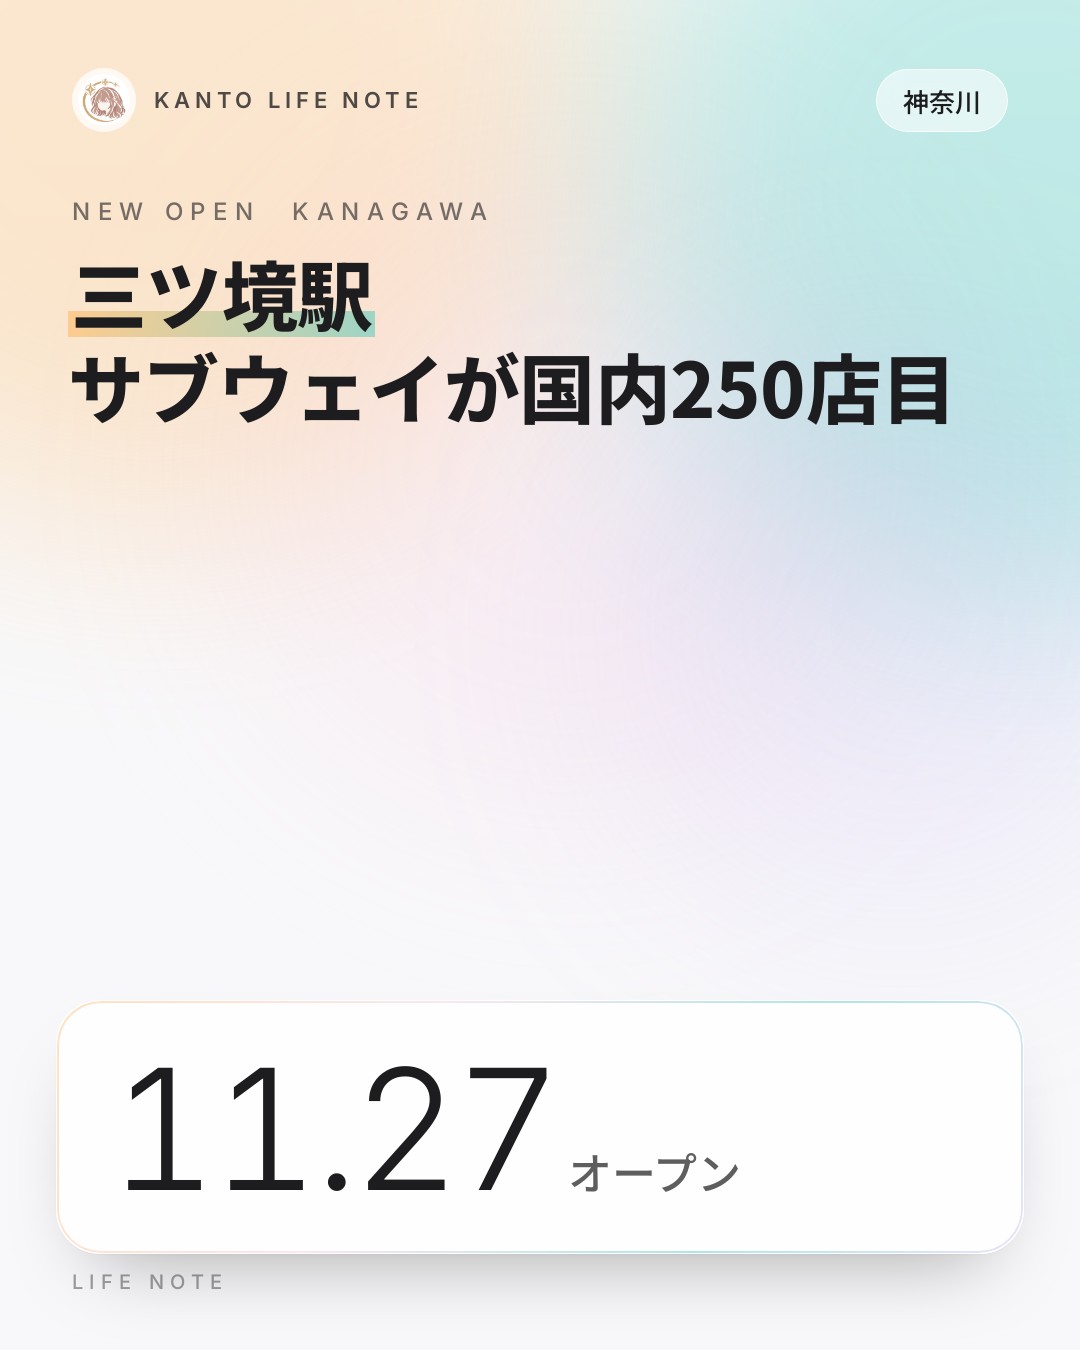 KANTO LIFE NOTE
神奈川
NEW OPEN KANAGAWA
三ツ境駅
サブウェイが国内250店目
11.27 オープン
LIFE NOTE